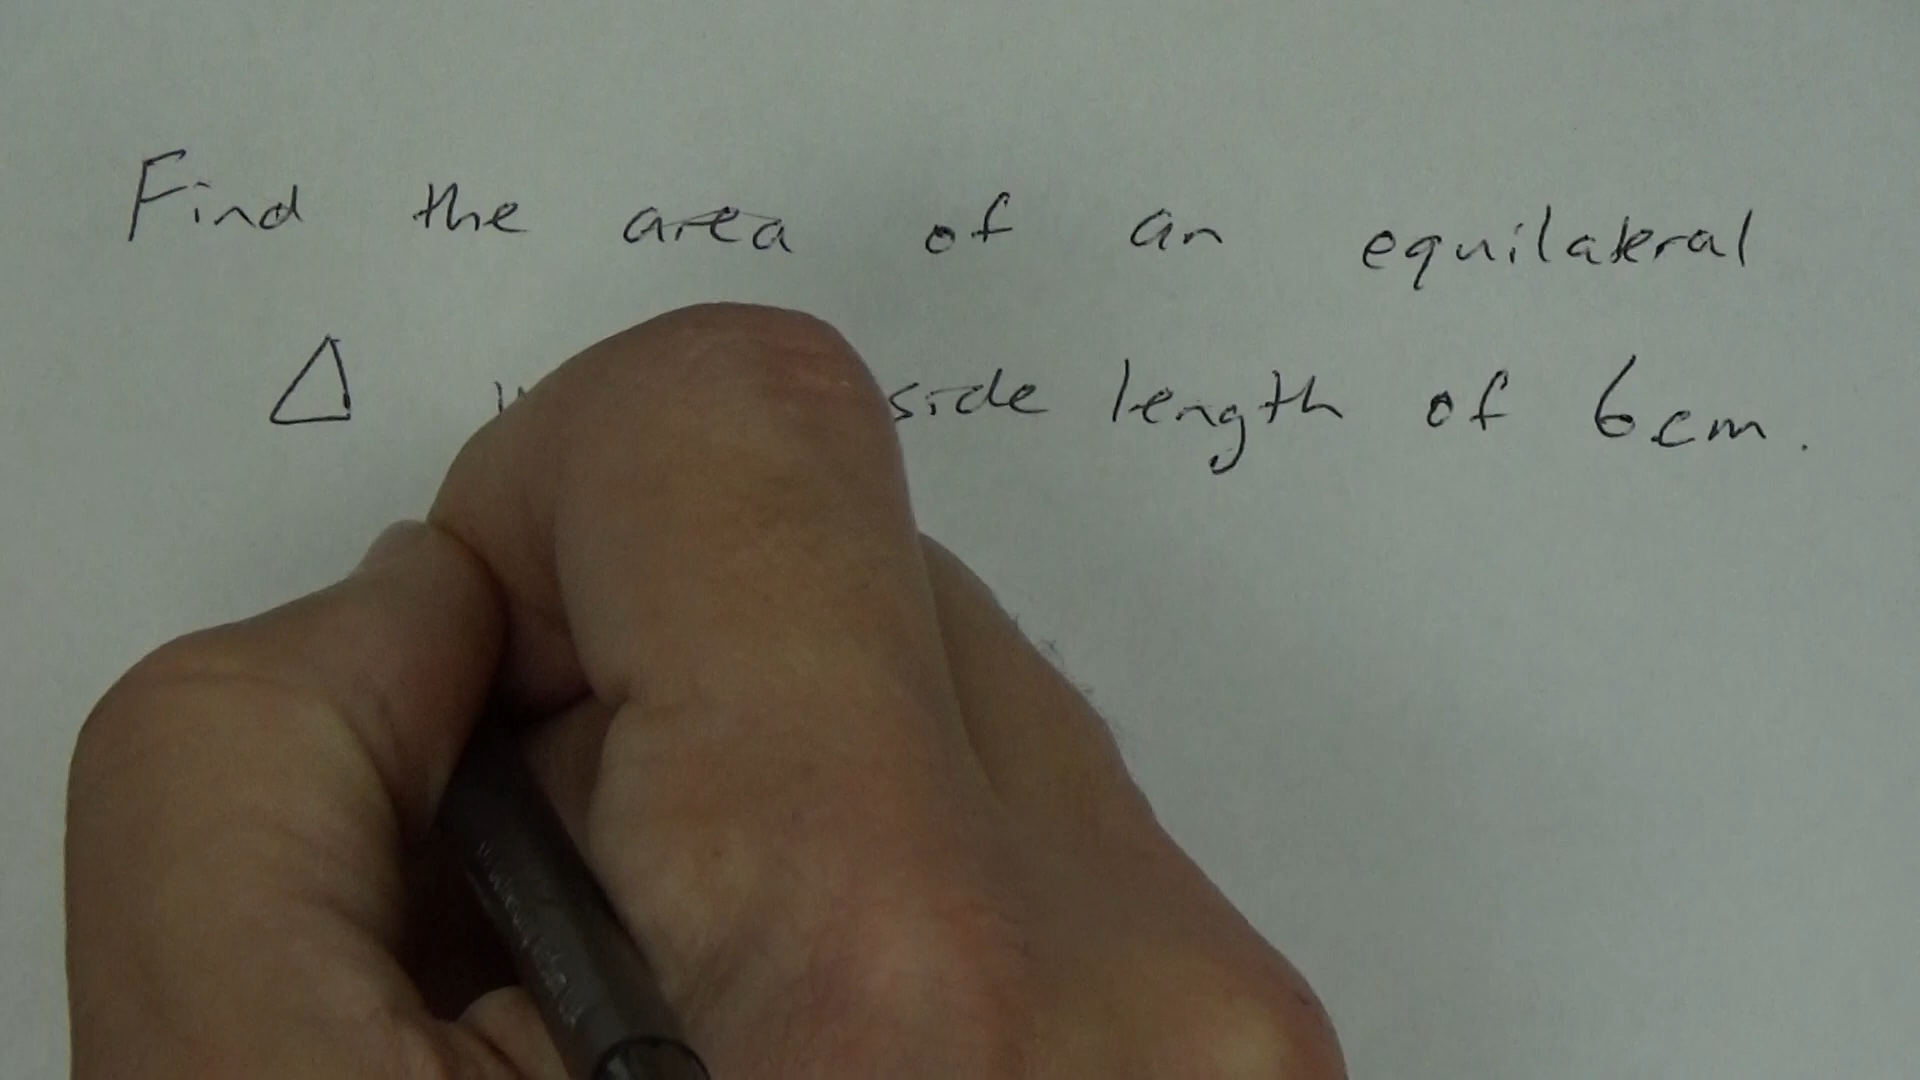 Find the area of an equilateral
Δ side length of 6cm.